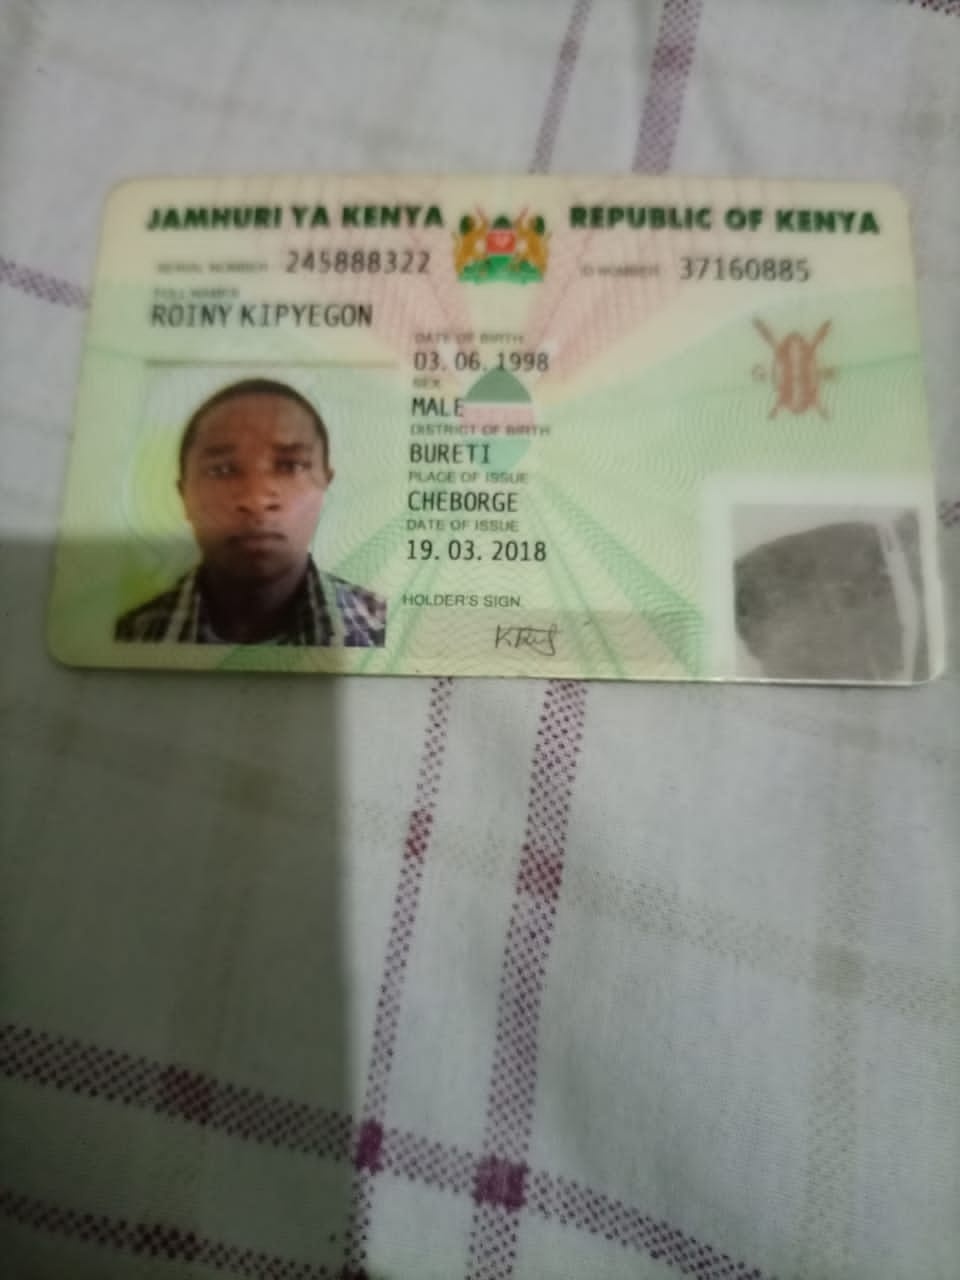 JAMHURI YA KENYA REPUBLIC OF KENYA
SERIAL NUMBER 245888322 ID NUMBER 37160885
FULL NAMES
ROINY KIPYEGON
DATE OF BIRTH
03. 06. 1998
SEX
MALE
DISTRICT OF BIRTH
BURETI
PLACE OF ISSUE
CHEBORGE
DATE OF ISSUE
19. 03. 2018
HOLDER'S SIGN.